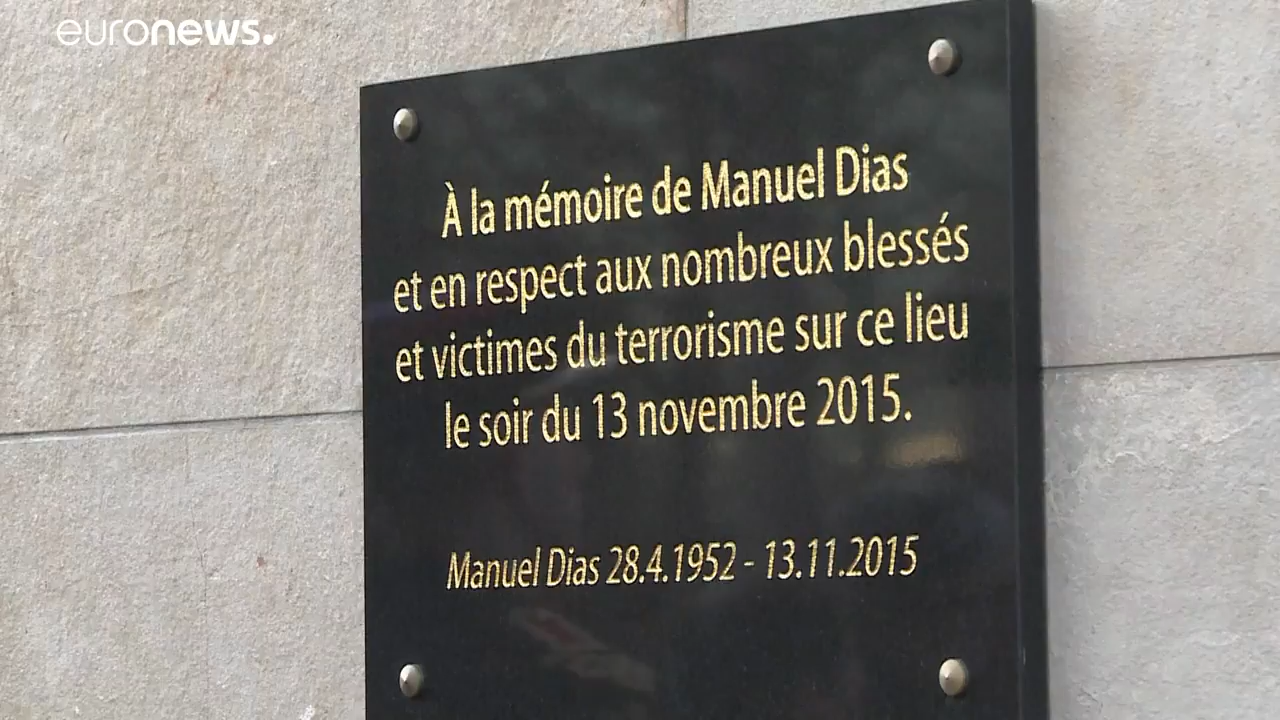 euronews.
À la mémoire de Manuel Dias
et en respect aux nombreux blessés
et victimes du terrorisme sur ce lieu
le soir du 13 novembre 2015.
Manuel Dias 28.4.1952 - 13.11.2015